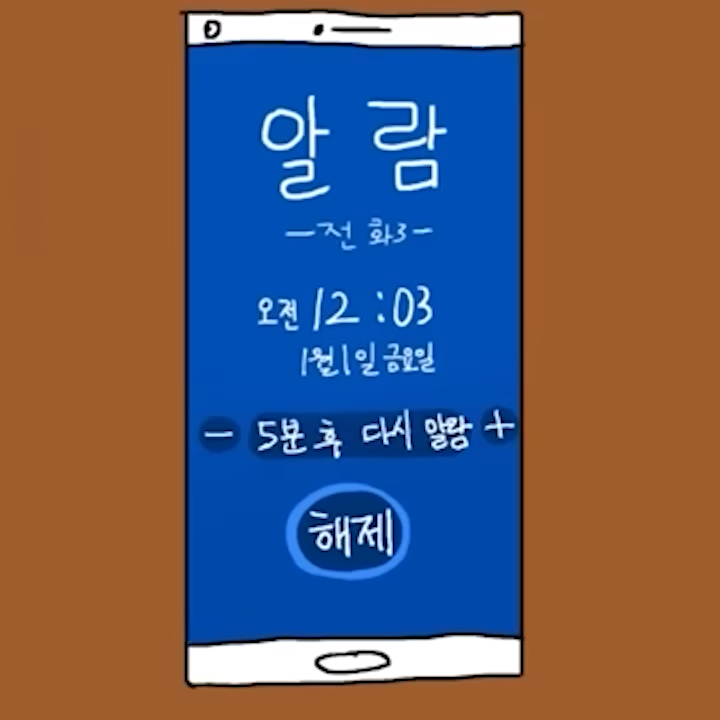 알람
—전화3—
오전 12:03
1월 1일 금요일
— 5분 후 다시 알람 +
해제